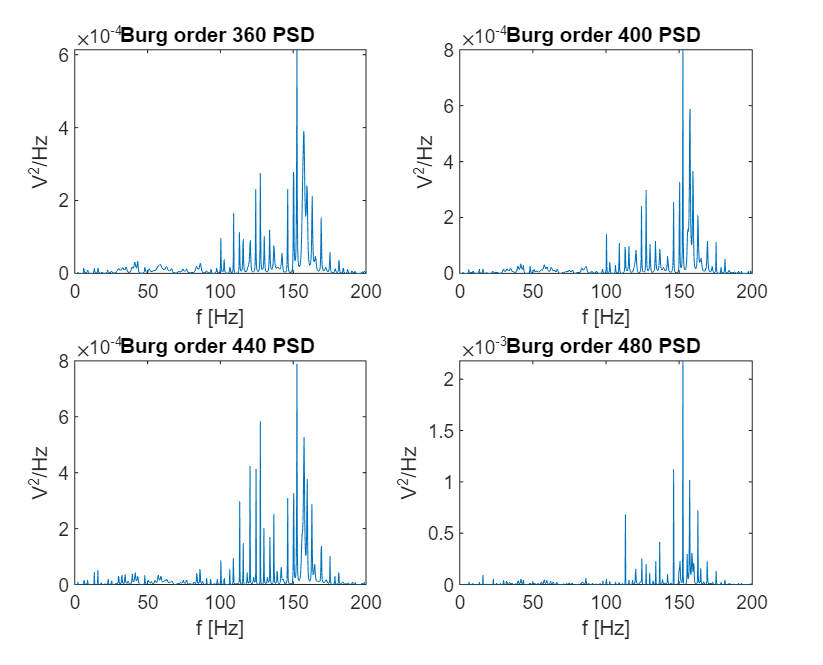 ×10⁻⁴ Burg order 360 PSD
6
4
2
0
V²/Hz
0 50 100 150 200
f [Hz]
×10⁻⁴ Burg order 400 PSD
8
6
4
2
0
V²/Hz
0 50 100 150 200
f [Hz]
×10⁻⁴ Burg order 440 PSD
8
6
4
2
0
V²/Hz
0 50 100 150 200
f [Hz]
×10⁻³ Burg order 480 PSD
2
1.5
1
0.5
0
V²/Hz
0 50 100 150 200
f [Hz]